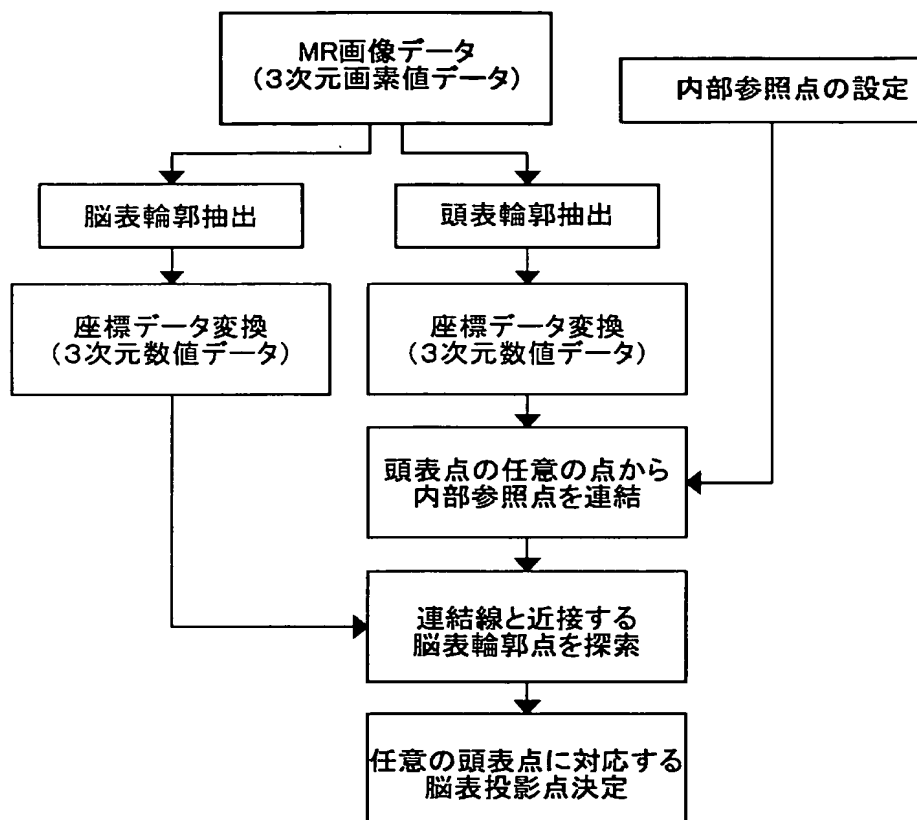 MR画像データ
(3次元画素値データ)
内部参照点の設定
脳表輪郭抽出
頭表輪郭抽出
座標データ変換
(3次元数値データ)
座標データ変換
(3次元数値データ)
頭表点の任意の点から
内部参照点を連結
連結線と近接する
脳表輪郭点を探索
任意の頭表点に対応する
脳表投影点決定